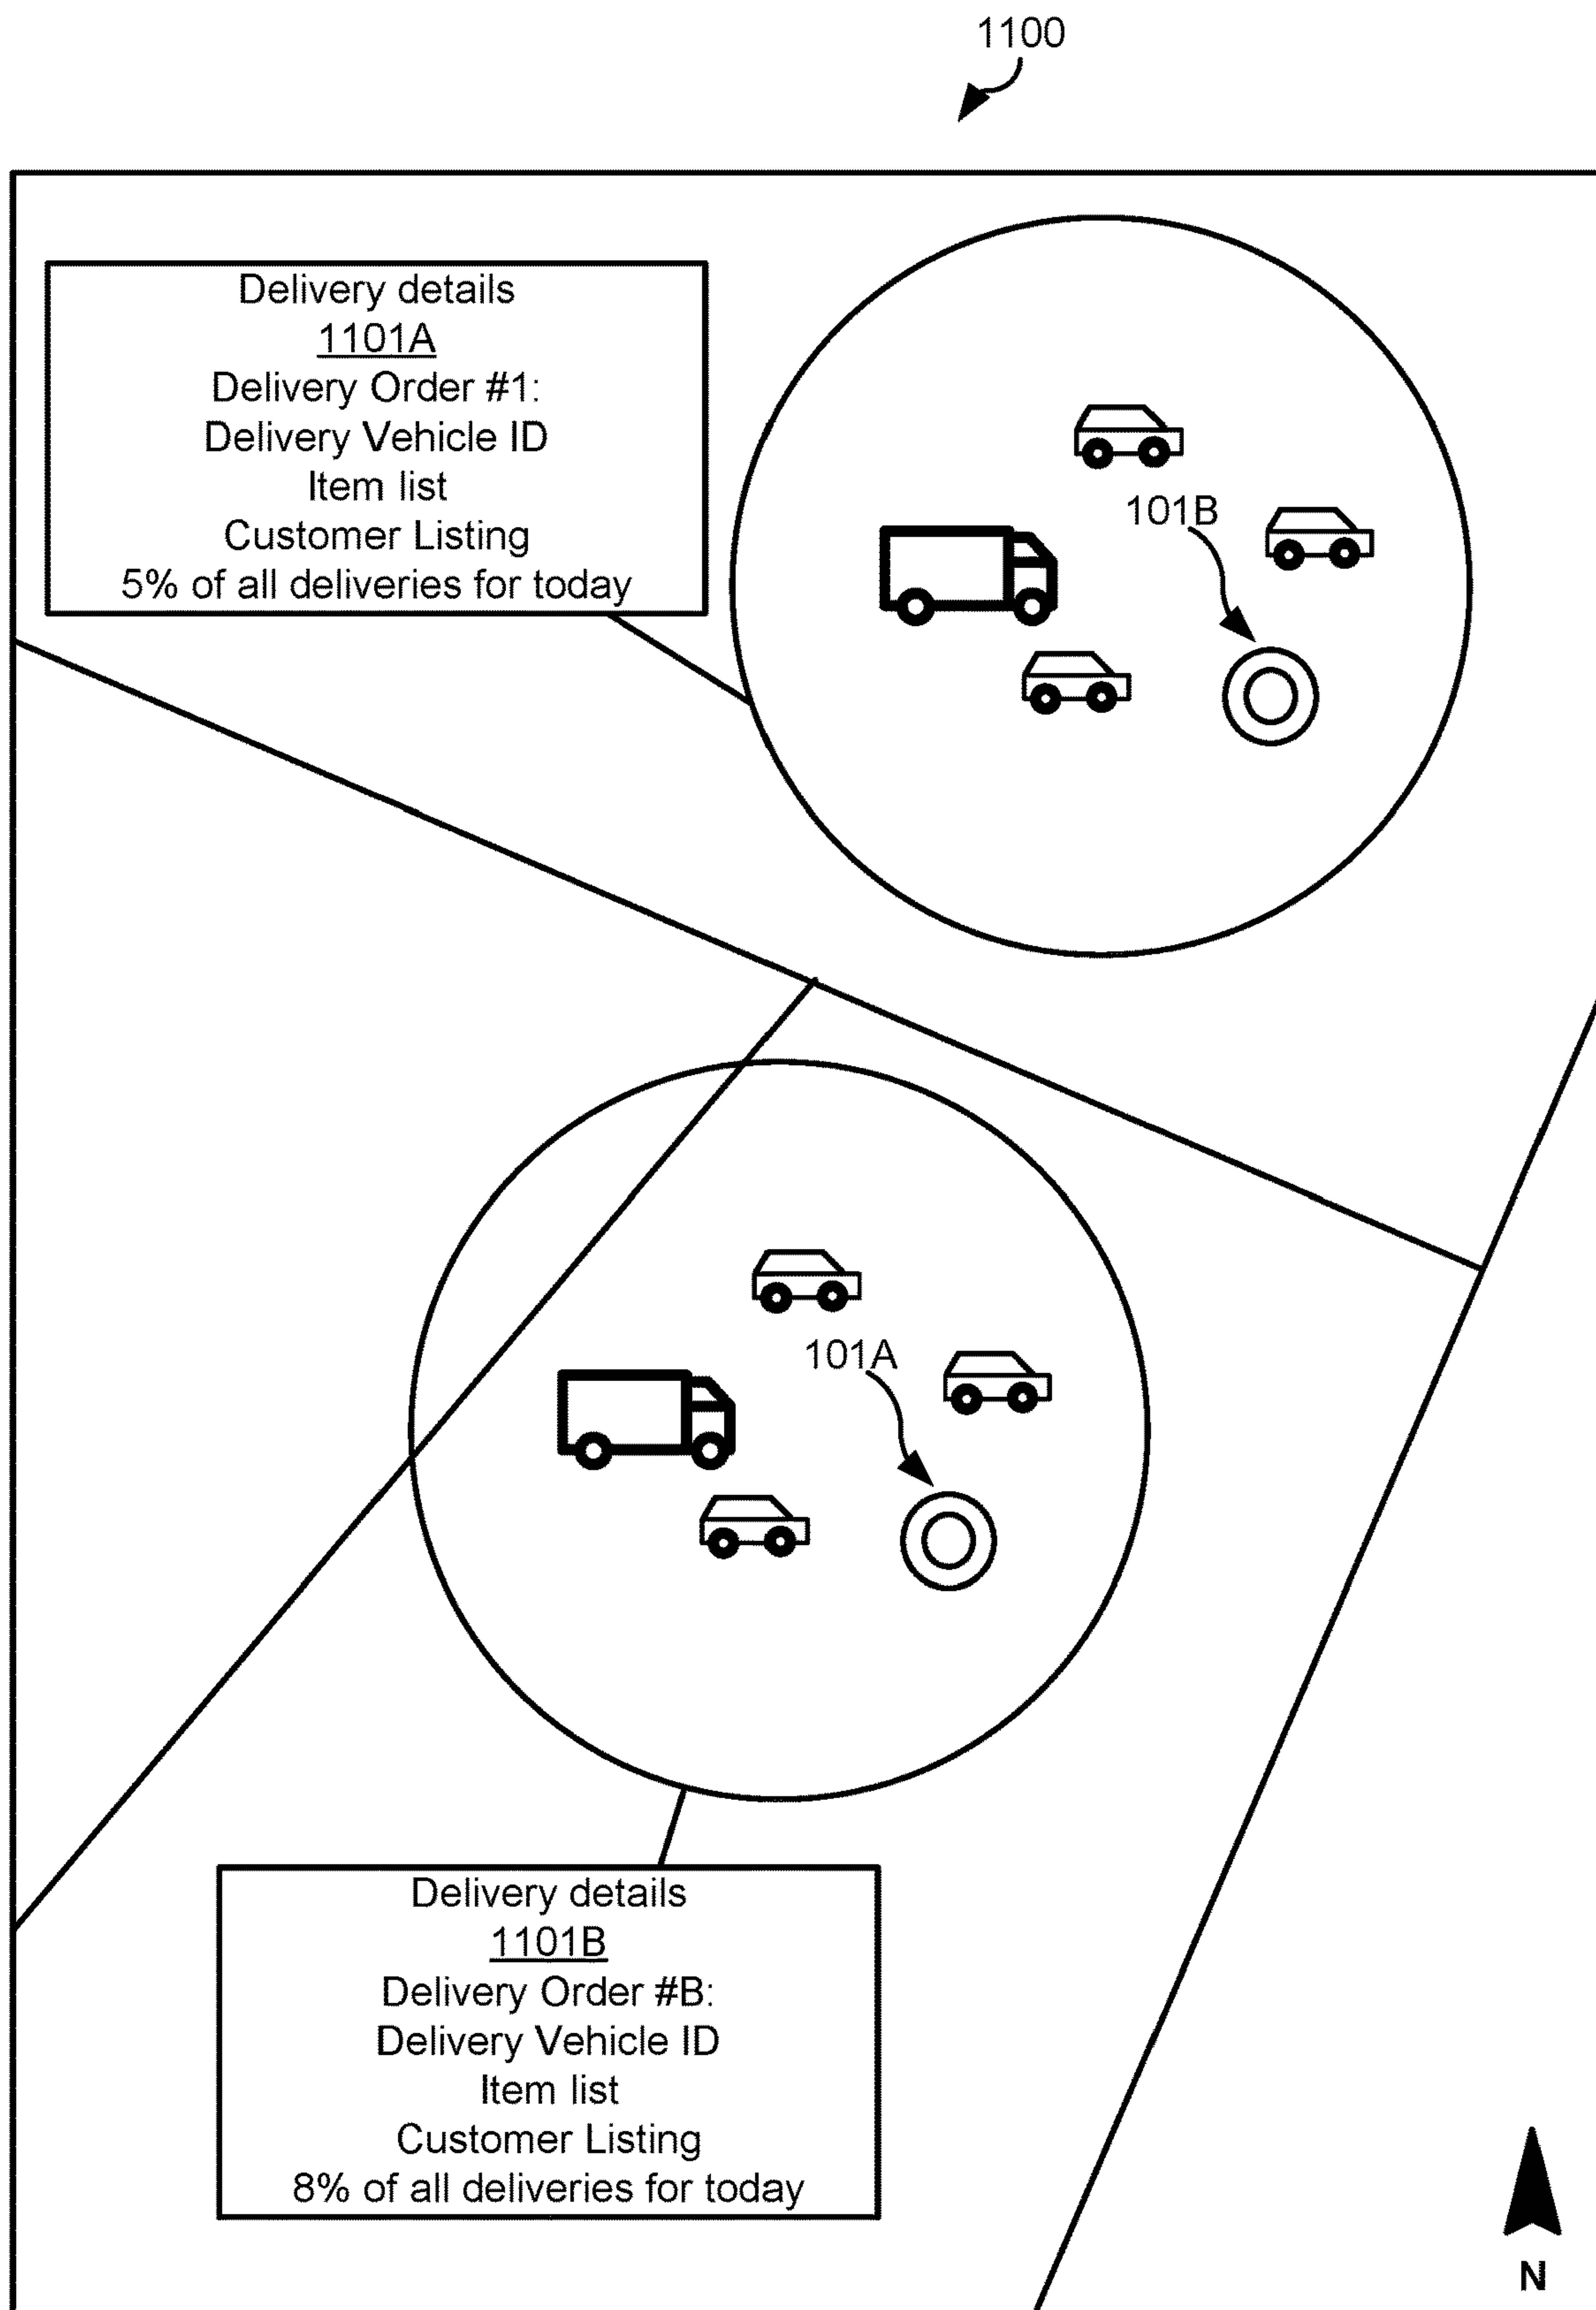 1100
Delivery details
1101A
Delivery Order #1:
Delivery Vehicle ID
Item list
Customer Listing
5% of all deliveries for today
101B
101A
Delivery details
1101B
Delivery Order #B:
Delivery Vehicle ID
Item list
Customer Listing
8% of all deliveries for today
N